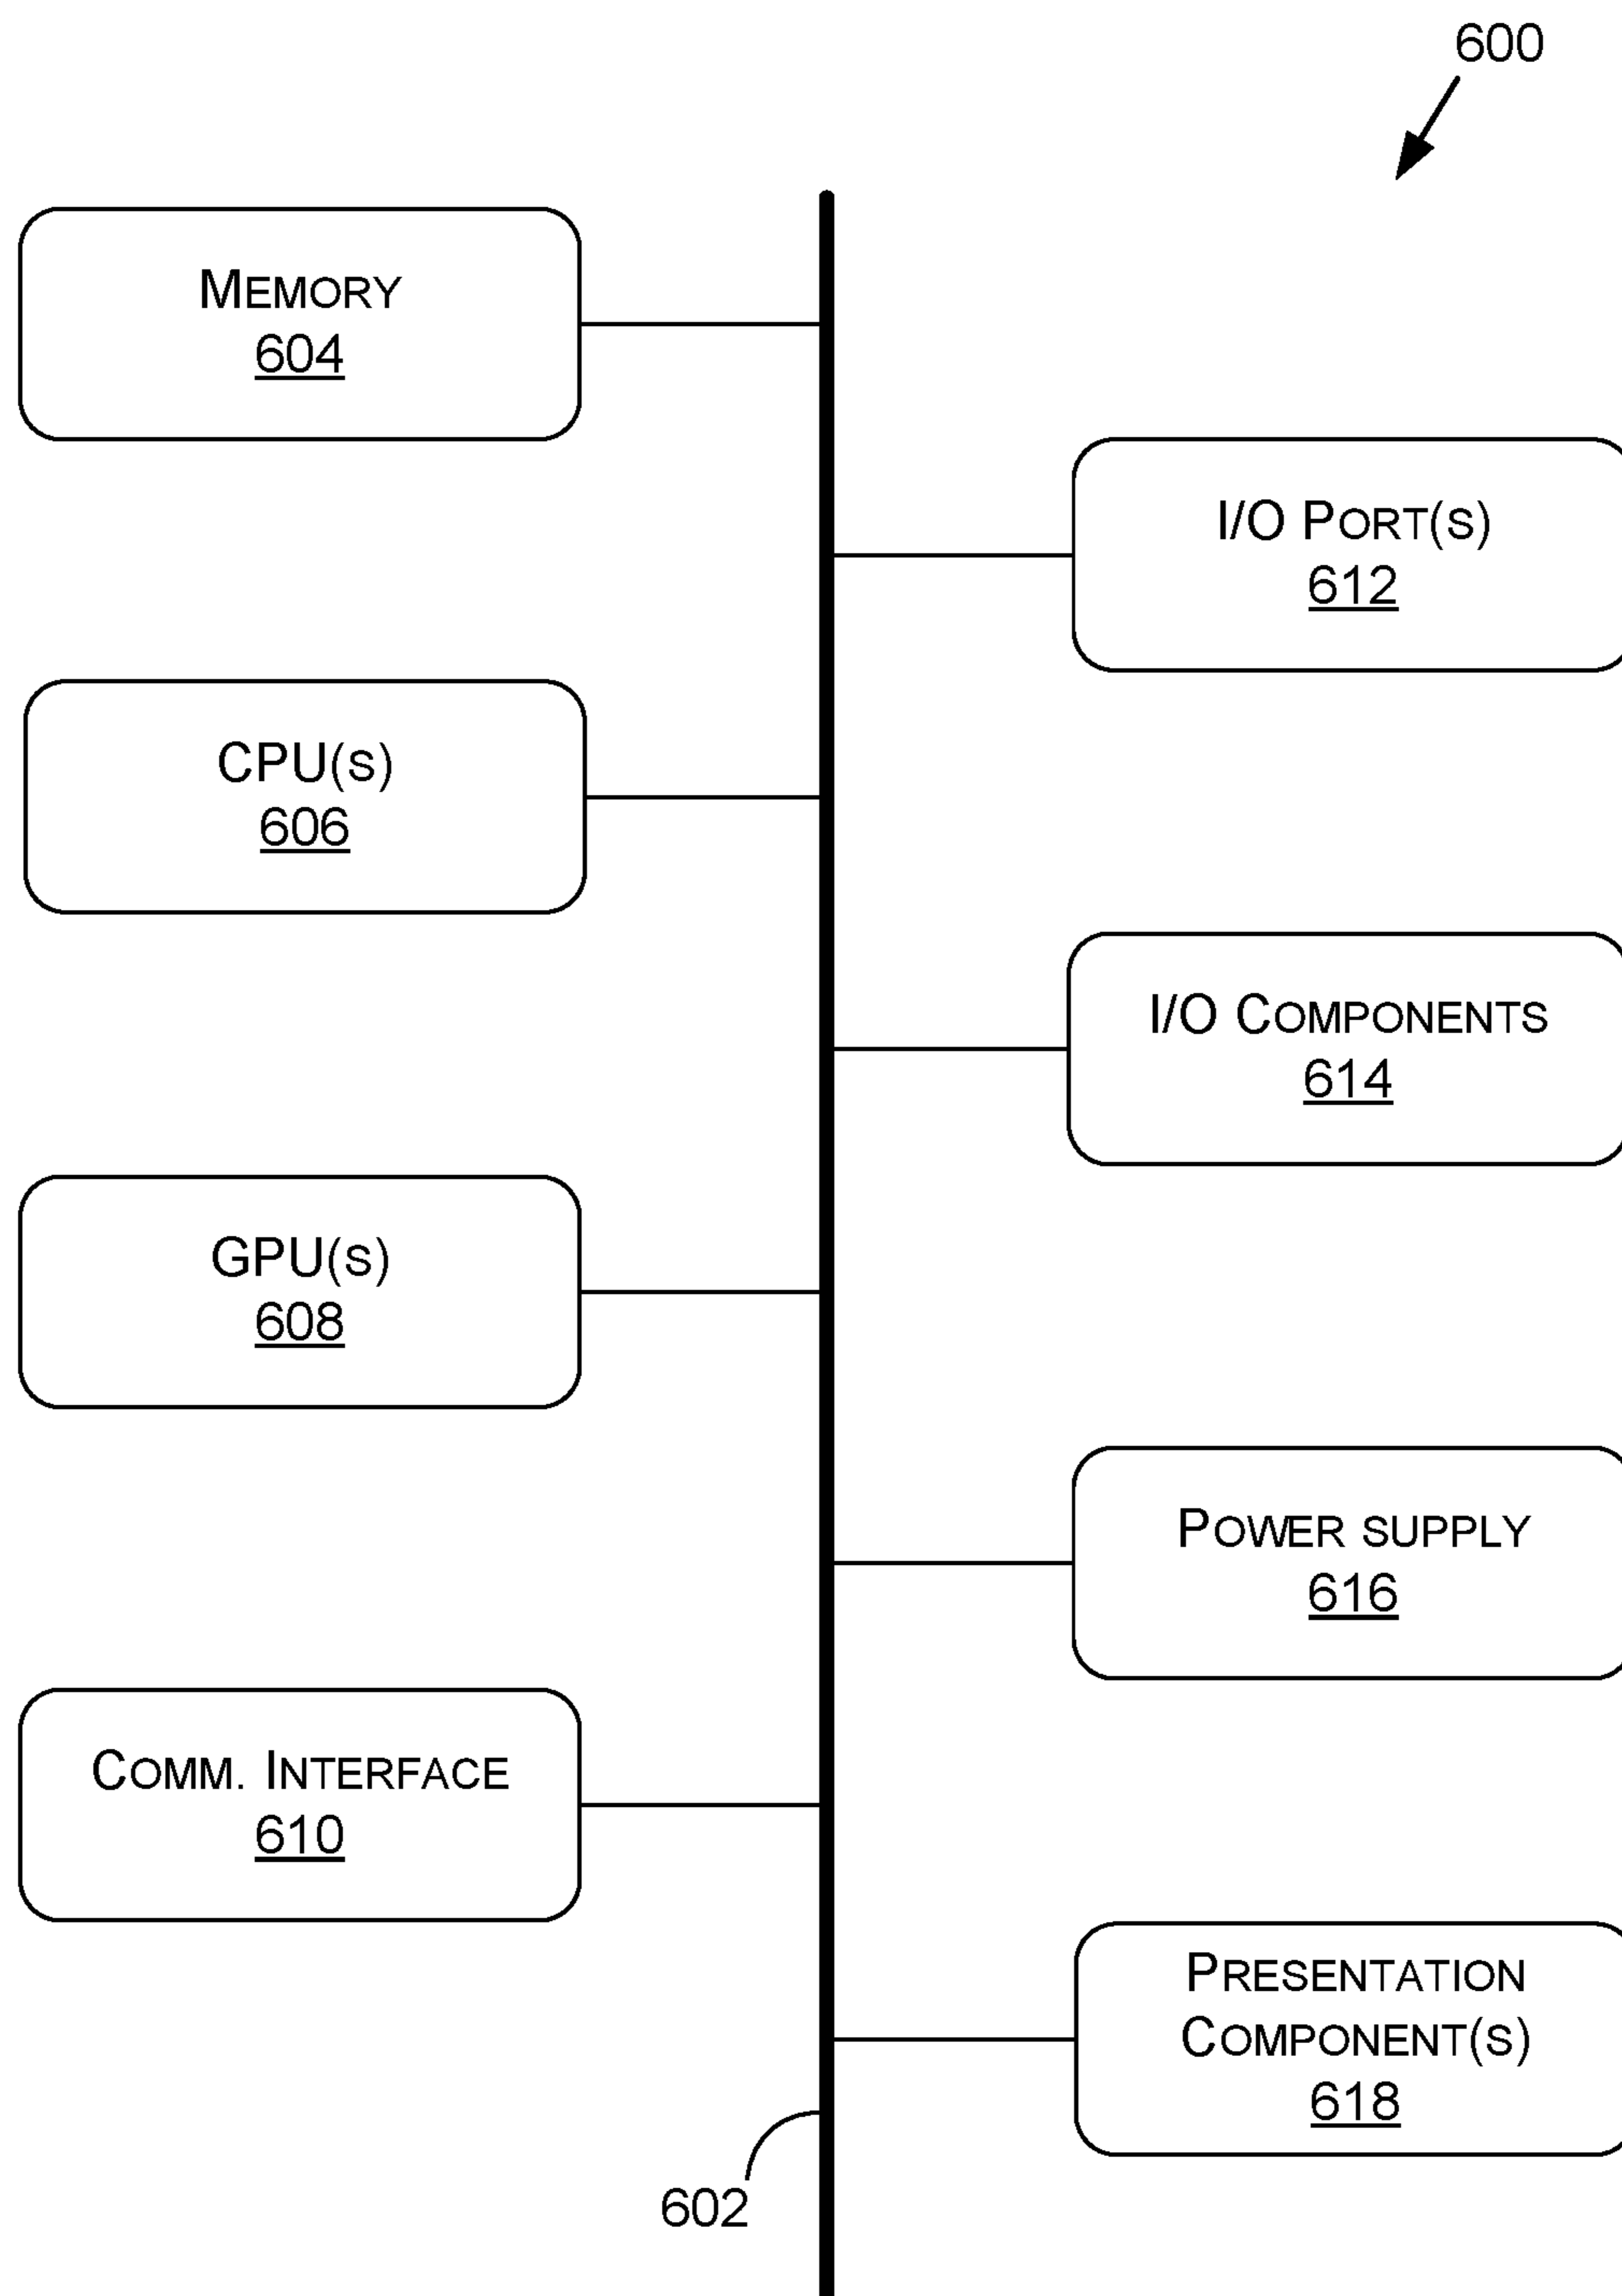 600
MEMORY
604
I/O PORT(S)
612
CPU(S)
606
I/O COMPONENTS
614
GPU(S)
608
POWER SUPPLY
616
COMM. INTERFACE
610
PRESENTATION
COMPONENT(S)
618
602